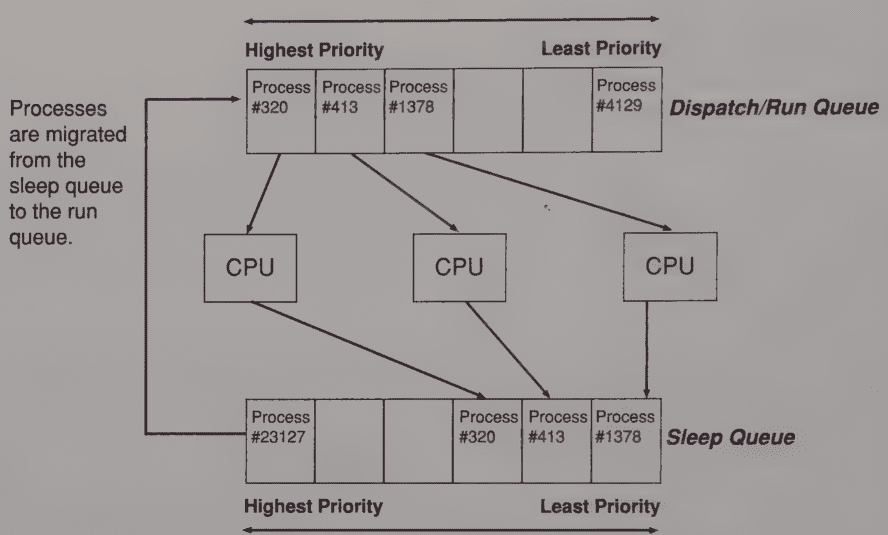 Highest Priority
Least Priority
Process
#320
Process
#413
Process
#1378
Process
#4129
Dispatch/Run Queue
Processes
are migrated
from the
sleep queue
to the run
queue.
CPU
CPU
CPU
Process
#23127
Process
#320
Process
#413
Process
#1378
Sleep Queue
Highest Priority
Least Priority